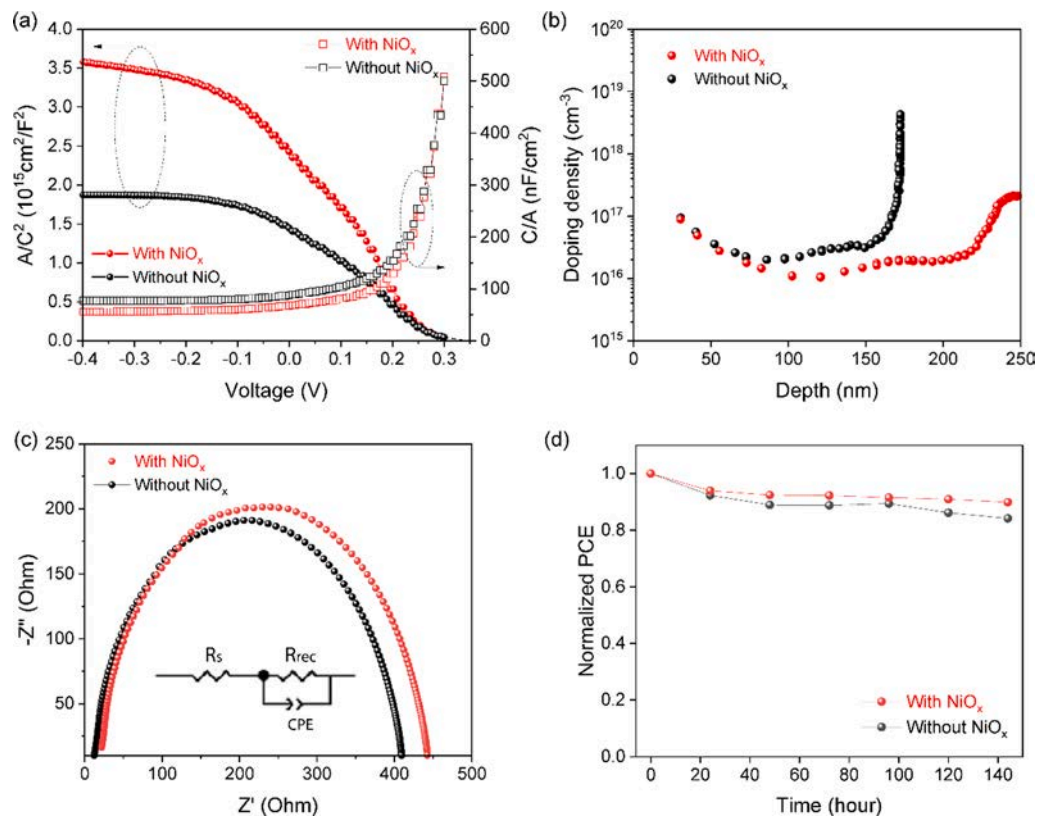 (a)
4.0
3.5
3.0
2.5
2.0
1.5
1.0
0.5
0.0
A/C² (10¹⁵cm²/F²)
600
500
400
300
200
100
0
C/A (nF/cm²)
With NiOₓ
Without NiOₓ
With NiOₓ
Without NiOₓ
-0.4 -0.3 -0.2 -0.1 0.0 0.1 0.2 0.3 0.4
Voltage (V)
(b)
10²⁰
10¹⁹
10¹⁸
10¹⁷
10¹⁶
10¹⁵
Doping density (cm⁻³)
With NiOₓ
Without NiOₓ
0 50 100 150 200 250
Depth (nm)
(c)
250
200
150
100
50
-Z" (Ohm)
With NiOₓ
Without NiOₓ
Rs Rrec
CPE
0 100 200 300 400 500
Z' (Ohm)
(d)
1.0
0.8
0.6
0.4
0.2
0.0
Normalized PCE
With NiOₓ
Without NiOₓ
0 20 40 60 80 100 120 140
Time (hour)